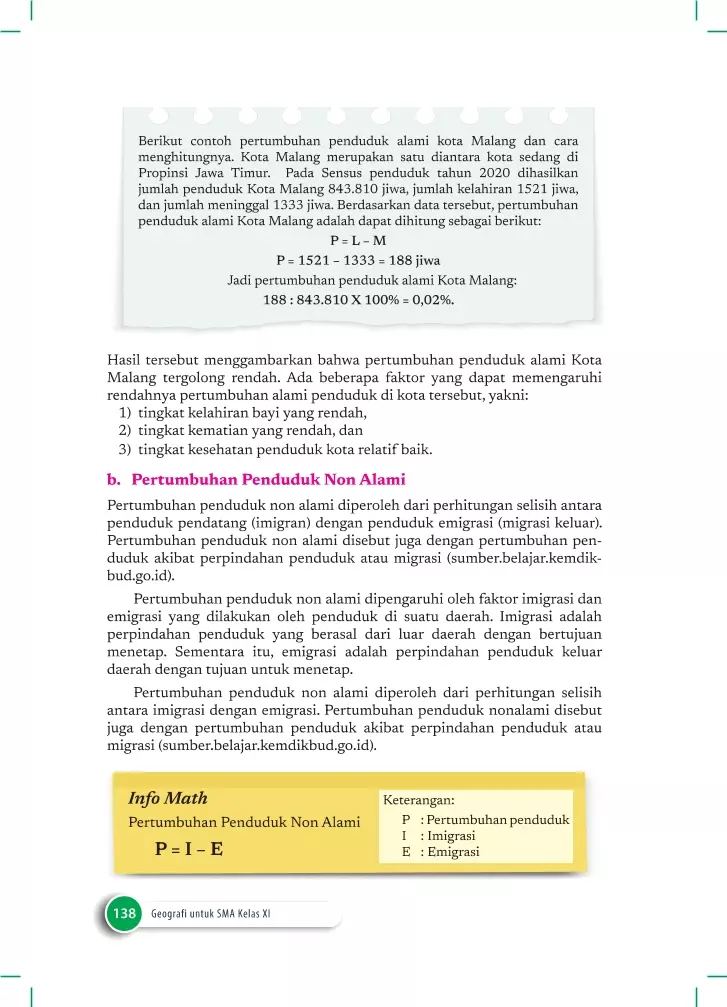 Berikut contoh pertumbuhan penduduk alami kota Malang dan cara
menghitungnya. Kota Malang merupakan satu diantara kota sedang di
Propinsi Jawa Timur. Pada Sensus penduduk tahun 2020 dihasilkan
jumlah penduduk Kota Malang 843.810 jiwa, jumlah kelahiran 1521 jiwa,
dan jumlah meninggal 1333 jiwa. Berdasarkan data tersebut, pertumbuhan
penduduk alami Kota Malang adalah dapat dihitung sebagai berikut:
P = L – M
P = 1521 – 1333 = 188 jiwa
Jadi pertumbuhan penduduk alami Kota Malang:
188 : 843.810 X 100% = 0,02%.
Hasil tersebut menggambarkan bahwa pertumbuhan penduduk alami Kota
Malang tergolong rendah. Ada beberapa faktor yang dapat memengaruhi
rendahnya pertumbuhan alami penduduk di kota tersebut, yakni:
1) tingkat kelahiran bayi yang rendah,
2) tingkat kematian yang rendah, dan
3) tingkat kesehatan penduduk kota relatif baik.
b. Pertumbuhan Penduduk Non Alami
Pertumbuhan penduduk non alami diperoleh dari perhitungan selisih antara
penduduk pendatang (imigran) dengan penduduk emigrasi (migrasi keluar).
Pertumbuhan penduduk non alami disebut juga dengan pertumbuhan pen-
duduk akibat perpindahan penduduk atau migrasi (sumber.belajar.kemdik-
bud.go.id).
Pertumbuhan penduduk non alami dipengaruhi oleh faktor imigrasi dan
emigrasi yang dilakukan oleh penduduk di suatu daerah. Imigrasi adalah
perpindahan penduduk yang berasal dari luar daerah dengan bertujuan
menetap. Sementara itu, emigrasi adalah perpindahan penduduk keluar
daerah dengan tujuan untuk menetap.
Pertumbuhan penduduk non alami diperoleh dari perhitungan selisih
antara imigrasi dengan emigrasi. Pertumbuhan penduduk nonalami disebut
juga dengan pertumbuhan penduduk akibat perpindahan penduduk atau
migrasi (sumber.belajar.kemdikbud.go.id).
Info Math
Pertumbuhan Penduduk Non Alami
P = I – E
Keterangan:
P : Pertumbuhan penduduk
I : Imigrasi
E : Emigrasi
138 Geografi untuk SMA Kelas XI